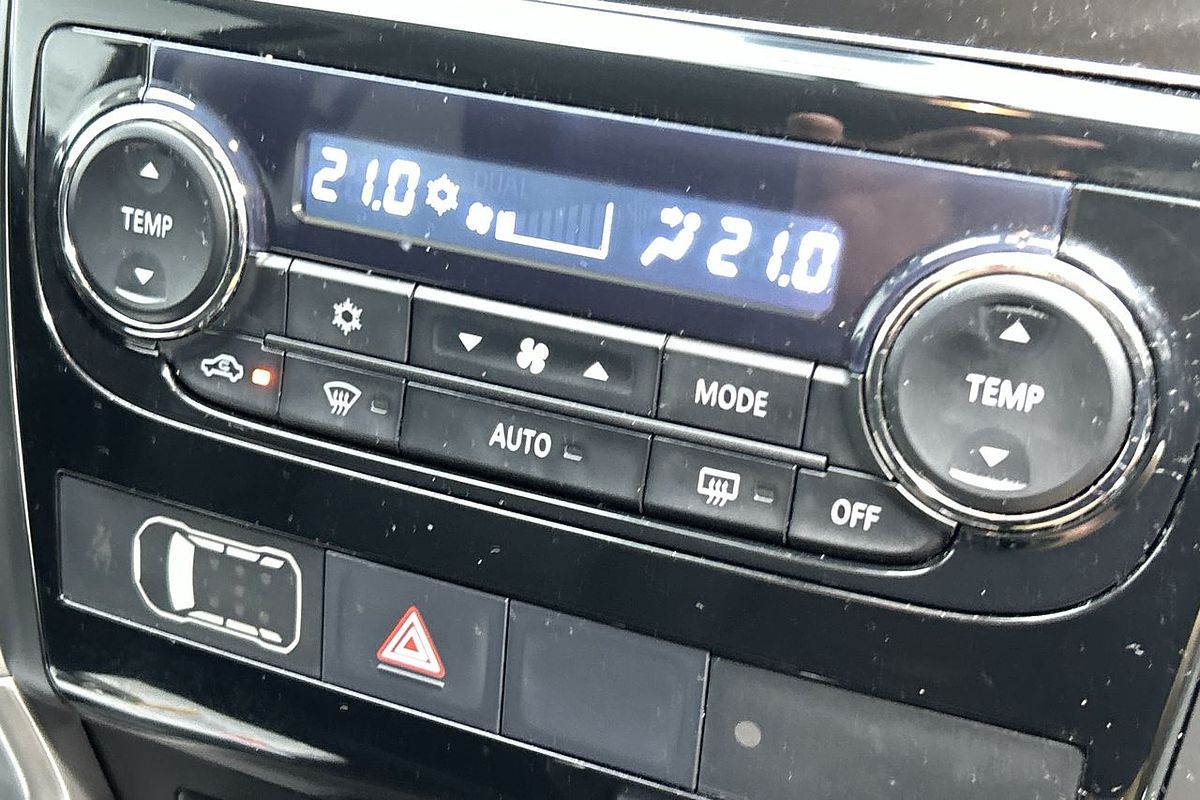 DUAL
21.0 21.0
TEMP
TEMP
MODE
AUTO
OFF